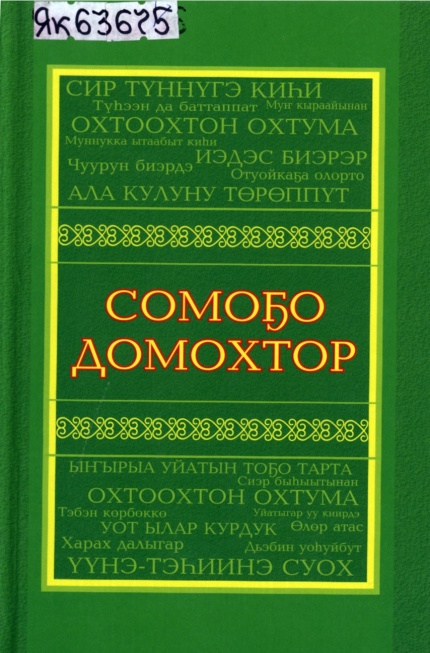 Як63675
СИР ТҮННҮГЭ КИҺИ
Түһээн да баттаппат Муҥ кыраайынан
ОХТООХТОН ОХТУМА
Муннукка ытаабыт киһи
ИЭДЭС БИЭРЭР
Чуурун биэрдэ
Отуойкаҕа олорто
АЛА КУЛУНУ ТӨРӨППҮТ
СОМОҔО
ДОМОХТОР
ЫҤЫРЫА УЙАТЫН ТОҔО ТАРТА
Сиэр быһыытынан
ОХТООХТОН ОХТУМА
Тэбэн көрбөккө Уйатыгар уу киирдэ
УОТ ЫЛАР КУРДУК Өлөр атас
Харах далыгар Дьэбин уоһуйбут
ҮҮНЭ-ТЭҺИИНЭ СУОХ